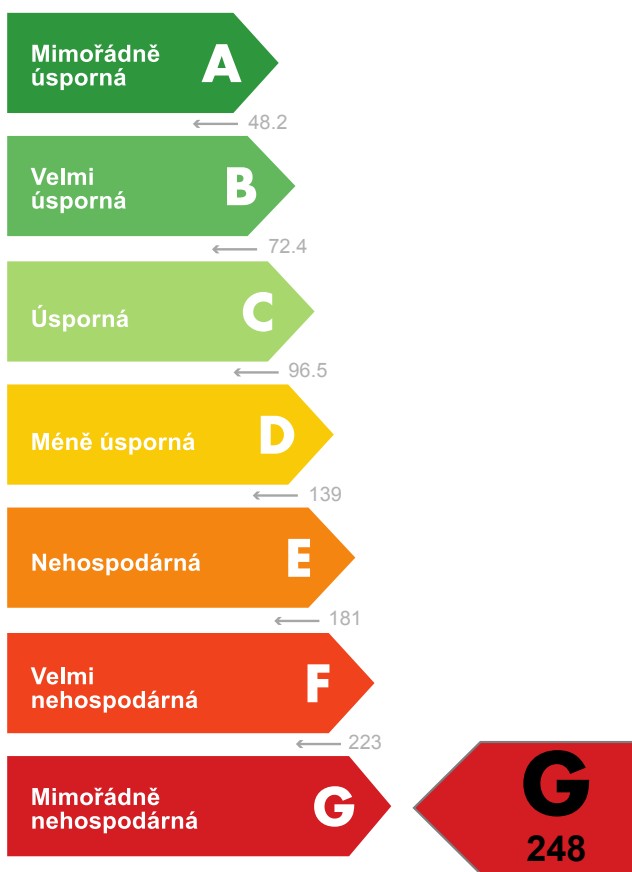 Mimořádně
úsporná
A
48.2
Velmi
úsporná
B
72.4
Úsporná
C
96.5
Méně úsporná
D
139
Nehospodárná
E
181
Velmi
nehospodárná
F
223
Mimořádně
nehospodárná
G
G
248